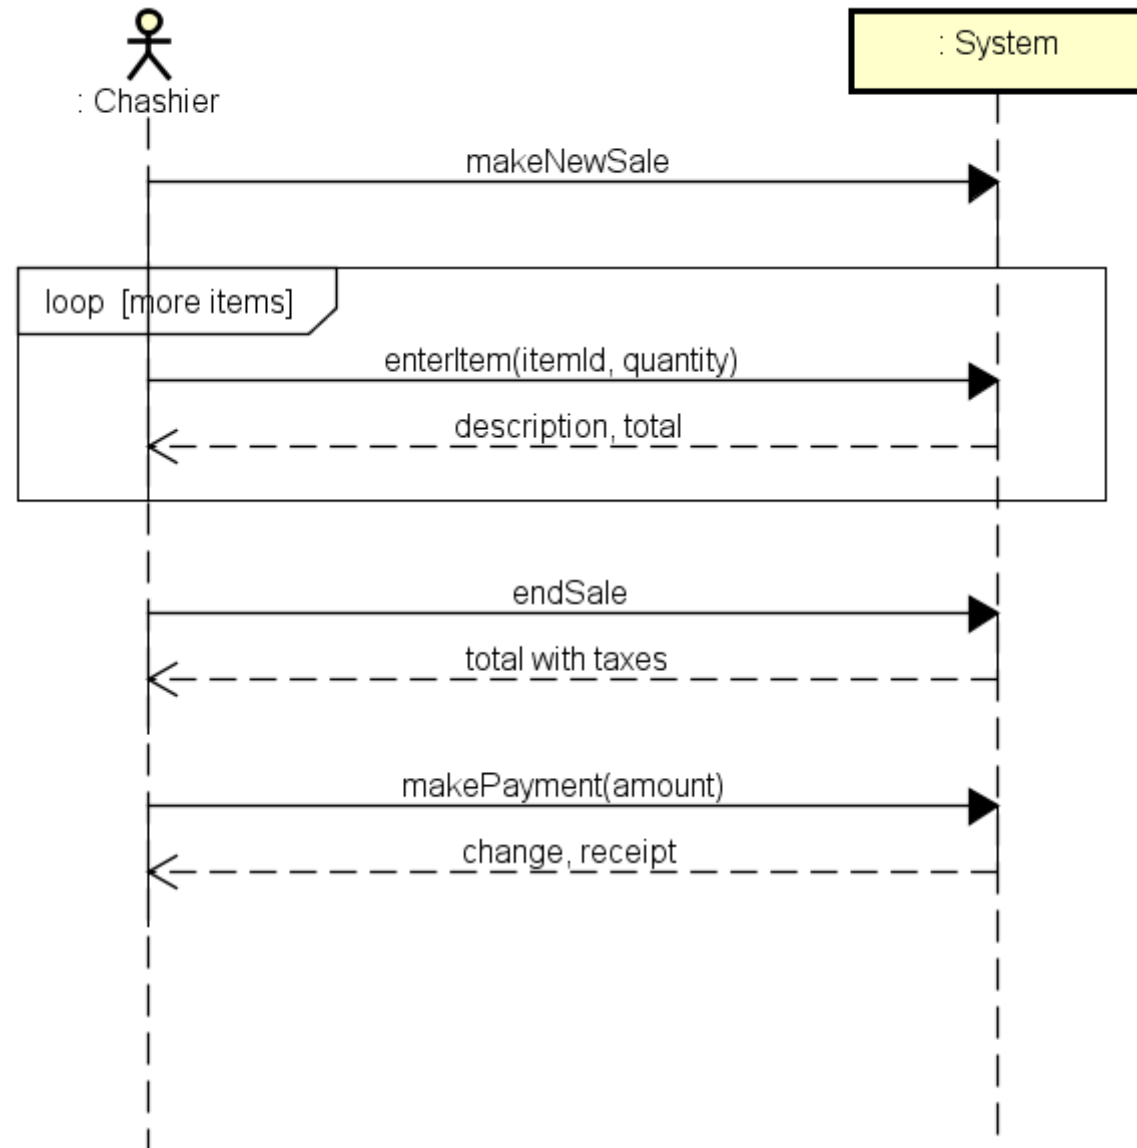 : System
: Chashier
makeNewSale
loop [more items]
enterItem(itemId, quantity)
description, total
endSale
total with taxes
makePayment(amount)
change, receipt